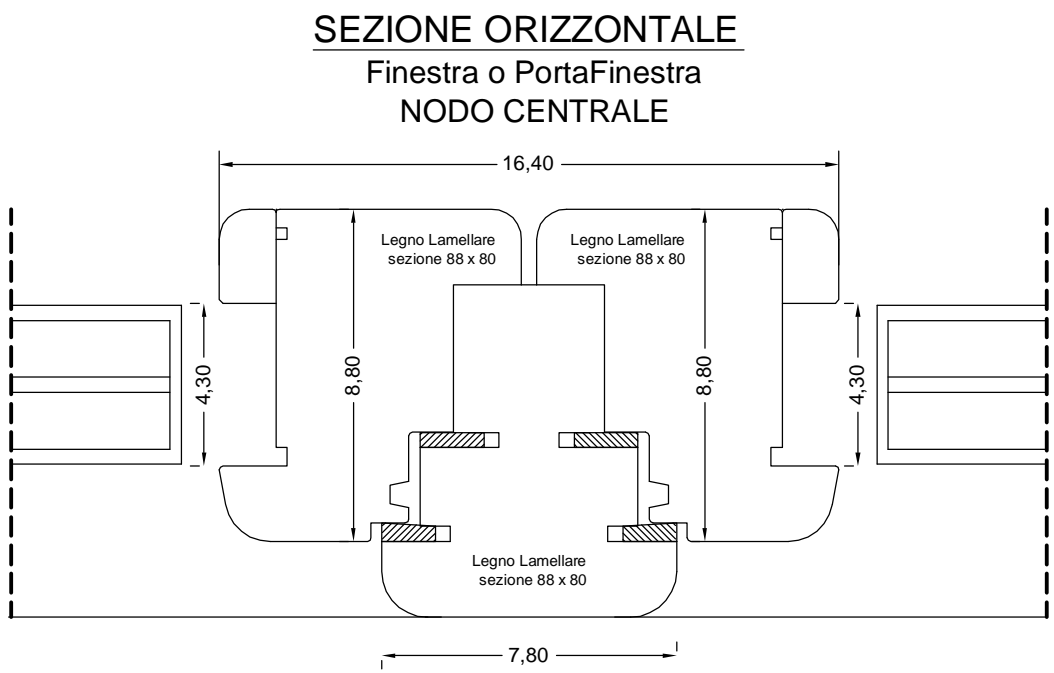 SEZIONE ORIZZONTALE
Finestra o PortaFinestra
NODO CENTRALE
16,40
Legno Lamellare
sezione 88 x 80
Legno Lamellare
sezione 88 x 80
4,30
8,80
8,80
4,30
Legno Lamellare
sezione 88 x 80
7,80